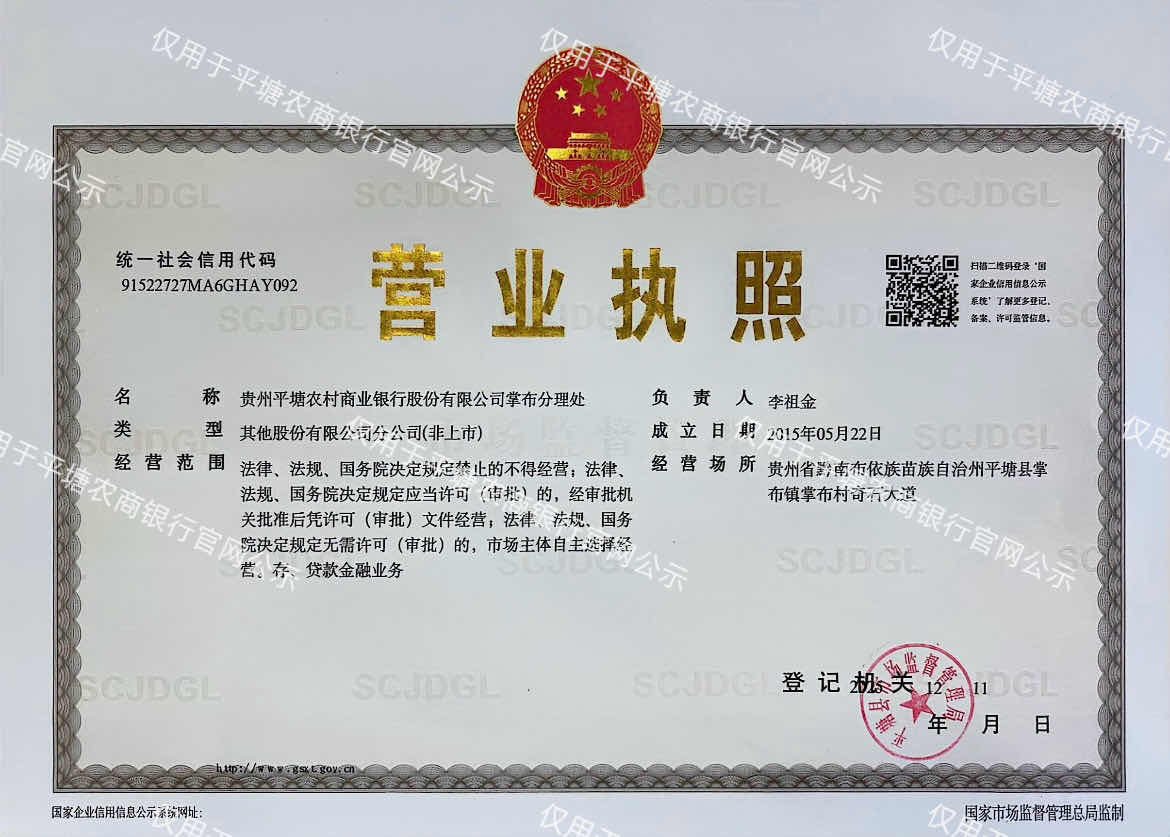 仅用于平塘农商银行官网公示
统一社会信用代码
91522727MA6GHAY092
营业执照
扫描二维码登录‘国
家企业信用信息公示
系统’了解更多登记、
备案、许可监管信息。
名称 贵州平塘农村商业银行股份有限公司掌布分理处
类型 其他股份有限公司分公司(非上市)
经营范围 法律、法规、国务院决定规定禁止的不得经营；法律、
法规、国务院决定规定应当许可（审批）的，经审批机
关批准后凭许可（审批）文件经营；法律、法规、国务
院决定规定无需许可（审批）的，市场主体自主选择经
营。存、贷款金融业务
负责人 李祖金
成立日期 2015年05月22日
经营场所 贵州省黔南布依族苗族自治州平塘县掌
布镇掌布村奇石大道
登记机关
平塘县市场监督管理局
2025 12 11
年 月 日
http://www.gsxt.gov.cn
国家企业信用信息公示系统网址:
国家市场监督管理总局监制
SCJDGL